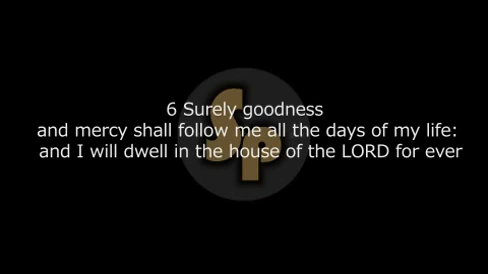 6 Surely goodness
and mercy shall follow me all the days of my life:
and I will dwell in the house of the LORD for ever
SP